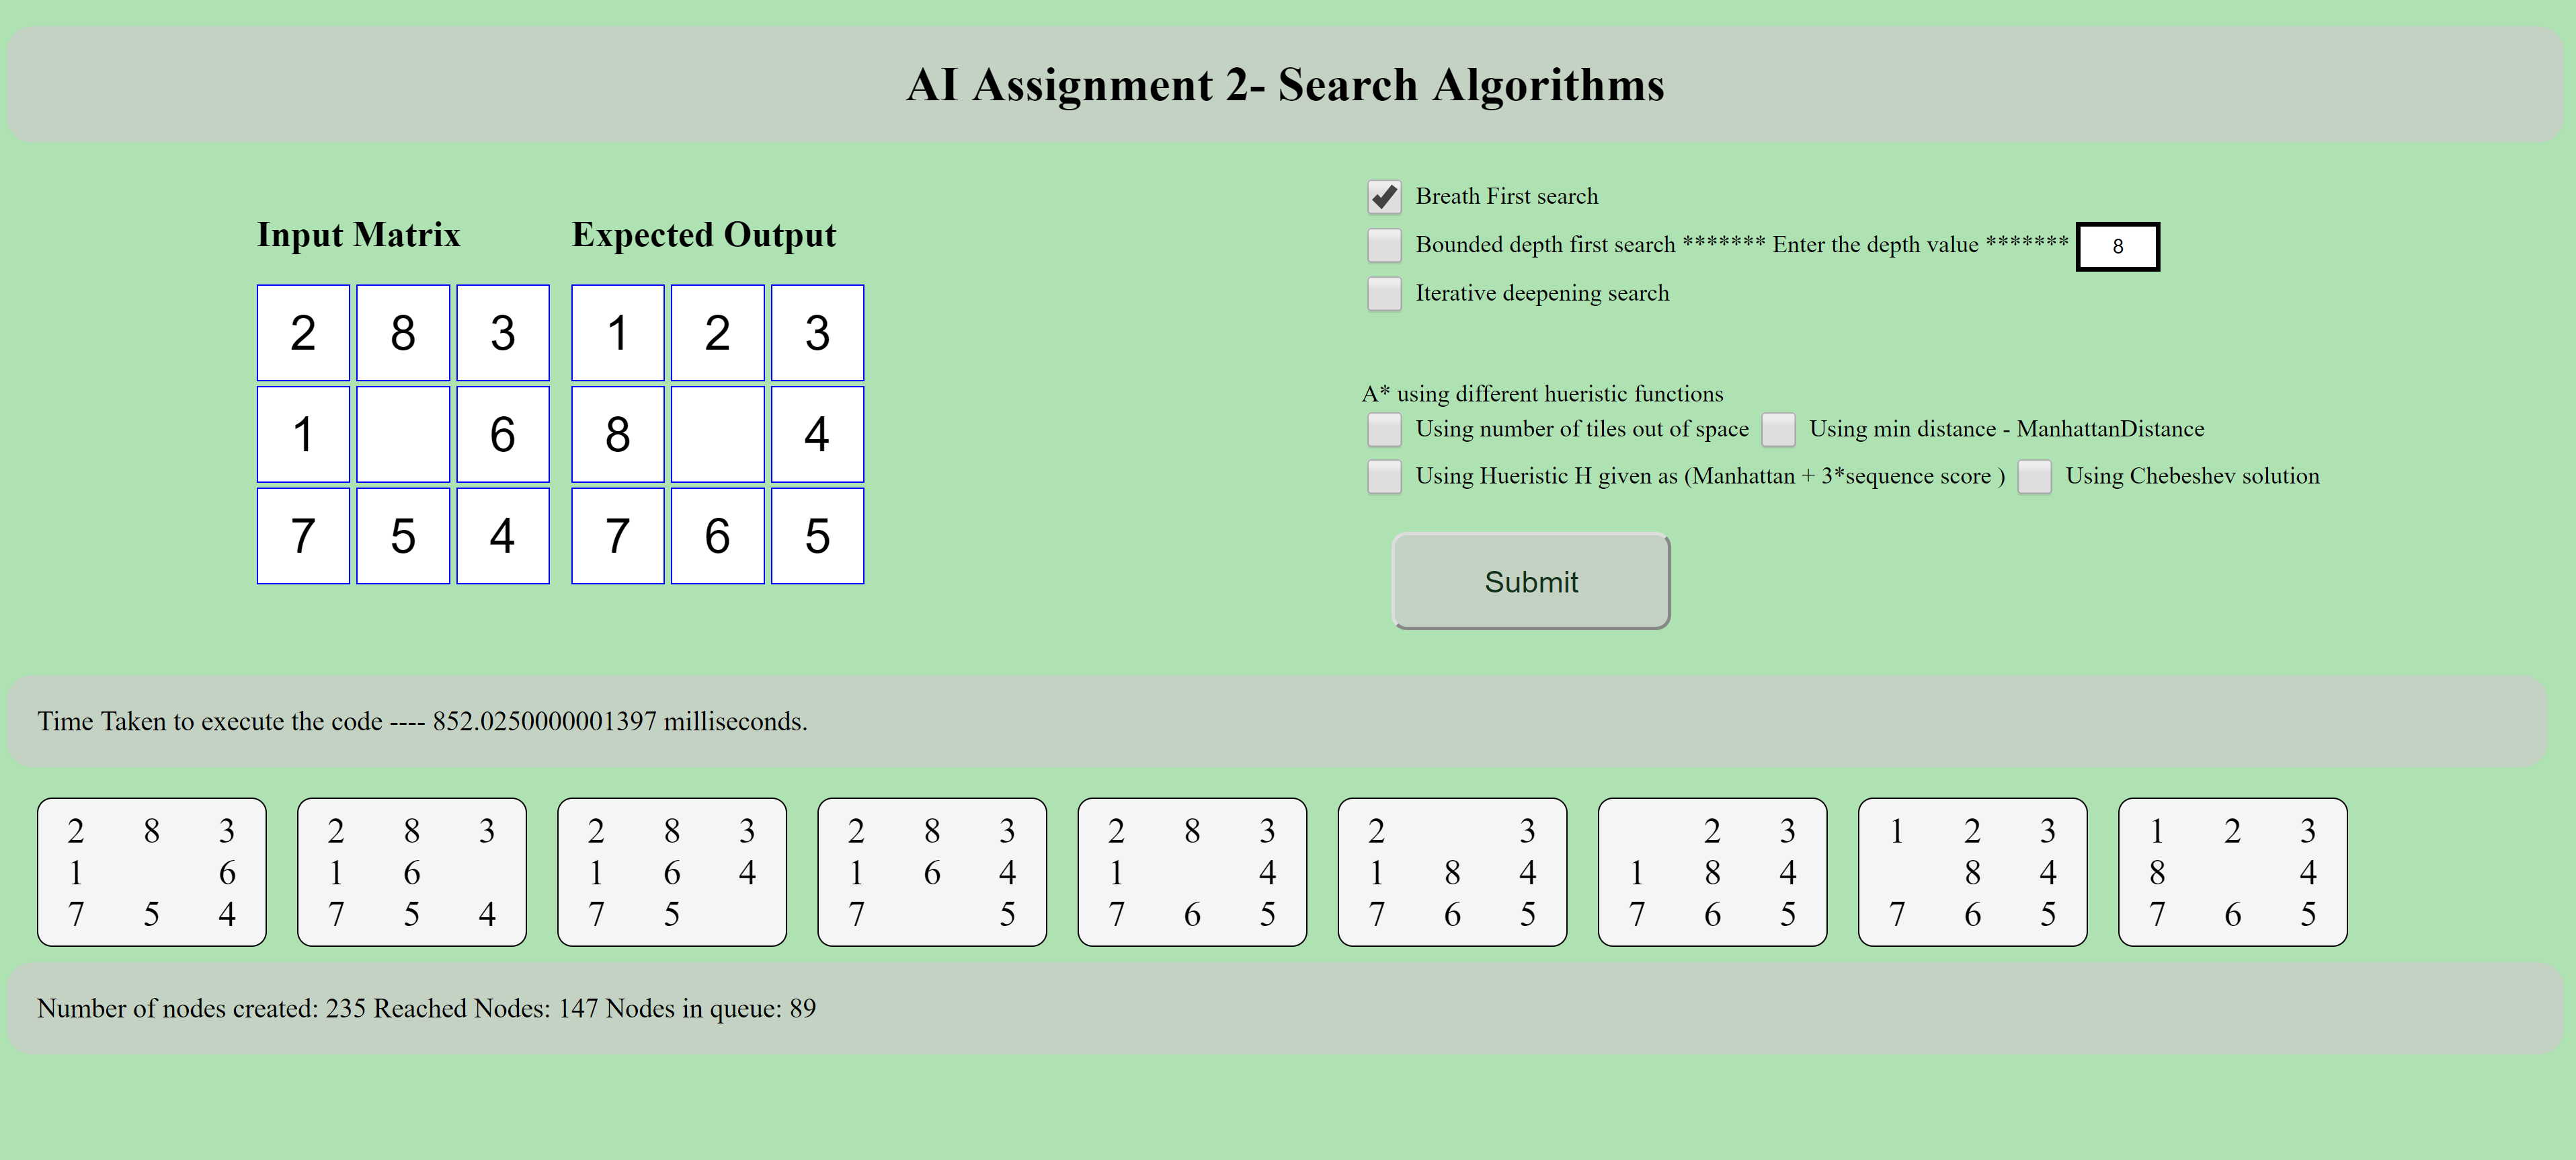 AI Assignment 2- Search Algorithms
Input Matrix
2 8 3
1 6
7 5 4
Expected Output
1 2 3
8 4
7 6 5
Breath First search
Bounded depth first search ******* Enter the depth value ******* 8
Iterative deepening search
A* using different hueristic functions
Using number of tiles out of space Using min distance - ManhattanDistance
Using Hueristic H given as (Manhattan + 3*sequence score ) Using Chebeshev solution
Submit
Time Taken to execute the code ---- 852.0250000001397 milliseconds.
2 8 3
1 6
7 5 4
2 8 3
1 6
7 5 4
2 8 3
1 6 4
7 5
2 8 3
1 6 4
7 5
2 8 3
1 4
7 6 5
2 3
1 8 4
7 6 5
2 3
1 8 4
7 6 5
1 2 3
8 4
7 6 5
1 2 3
8 4
7 6 5
Number of nodes created: 235 Reached Nodes: 147 Nodes in queue: 89